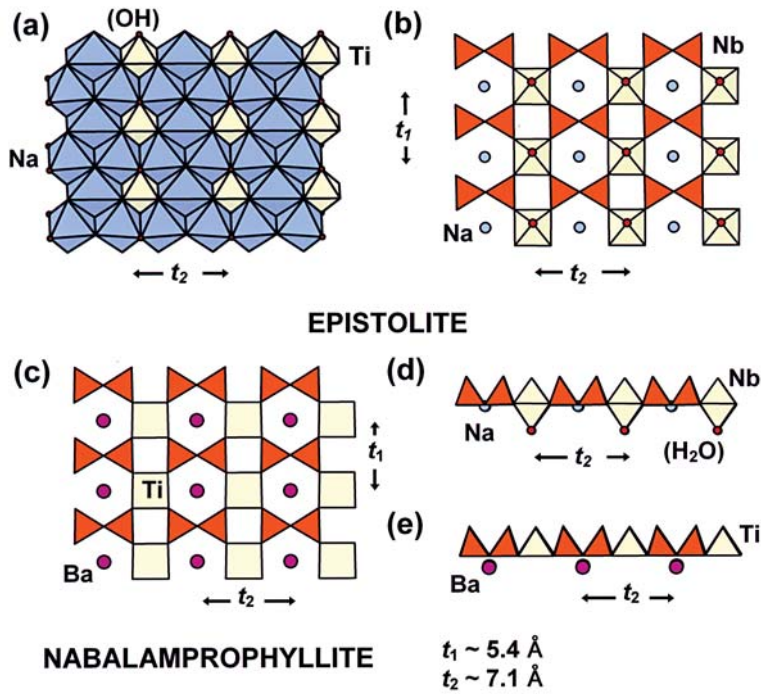 (a)
(OH)
Ti
Na
t₂
(b)
Nb
t₁
Na
t₂
EPISTOLITE
(c)
t₁
Ti
Ba
t₂
(d)
Nb
Na
t₂
(H₂O)
(e)
Ti
Ba
t₂
NABALAMPROPHYLLITE
t₁ ~ 5.4 Å
t₂ ~ 7.1 Å